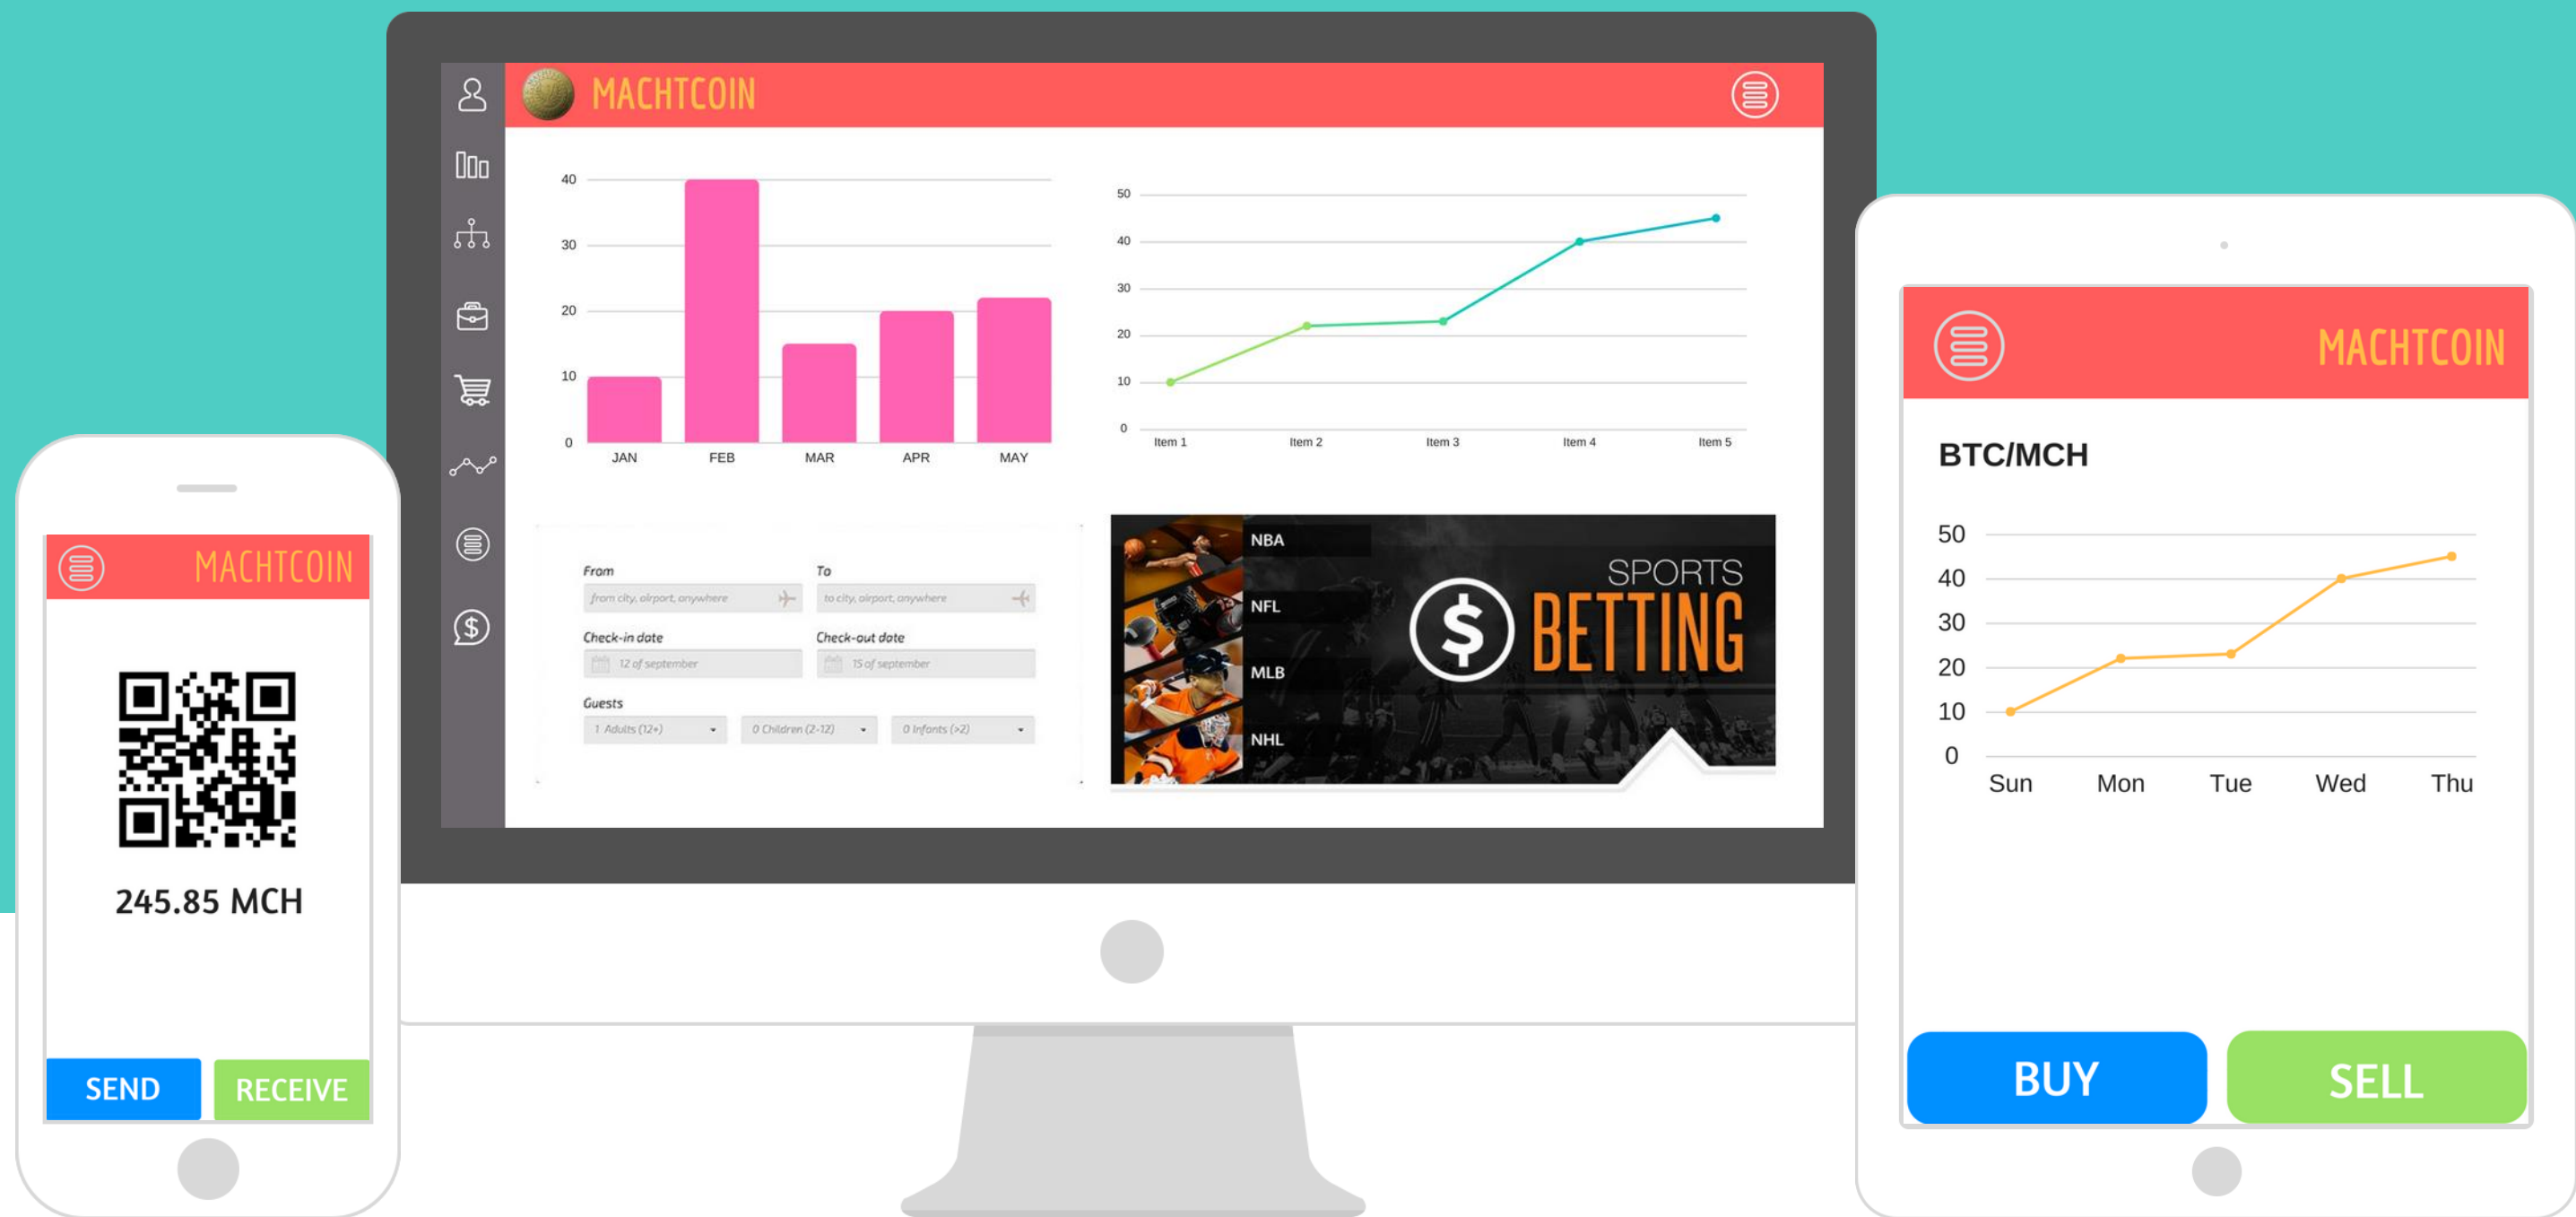 MACHTCOIN
245.85 MCH
SEND
RECEIVE
MACHTCOIN
40
30
20
10
0
JAN FEB MAR APR MAY
50
40
30
20
10
0
Item 1 Item 2 Item 3 Item 4 Item 5
From To
from city, airport, anywhere to city, airport, anywhere
Check-in date Check-out date
12 of september 15 of september
Guests
1 Adults (12+) 0 Children (2-12) 0 Infants (>2)
NBA
NFL
MLB
NHL
SPORTS
$ BETTING
MACHTCOIN
BTC/MCH
50
40
30
20
10
0
Sun Mon Tue Wed Thu
BUY
SELL